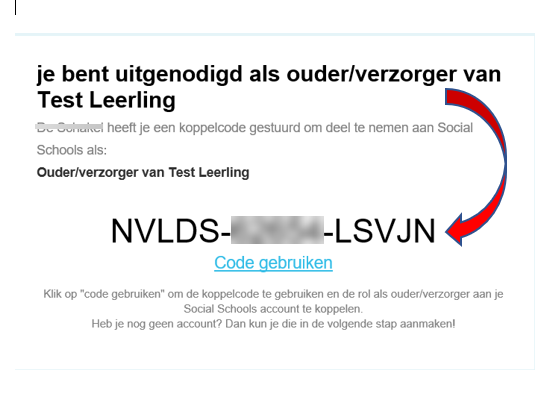 je bent uitgenodigd als ouder/verzorger van
Test Leerling
De Schakel heeft je een koppelcode gestuurd om deel te nemen aan Social
Schools als:
Ouder/verzorger van Test Leerling
NVLDS- -LSVJN
Code gebruiken
Klik op "code gebruiken" om de koppelcode te gebruiken en de rol als ouder/verzorger aan je
Social Schools account te koppelen.
Heb je nog geen account? Dan kun je die in de volgende stap aanmaken!